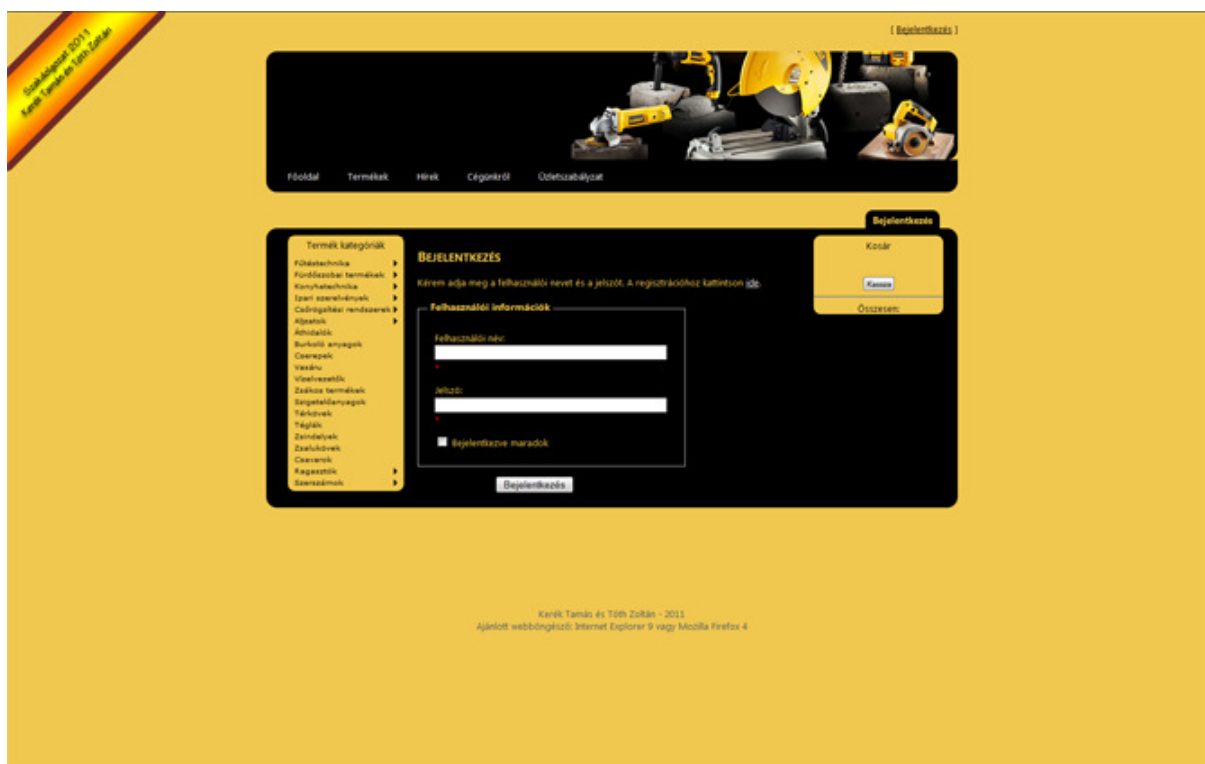 Szakdolgozat 2011
Kerék Tamás és Tóth Zoltán
[ Bejelentkezés ]
Főoldal Termékek Hírek Cégünkről Üzletszabályzat
Bejelentkezés
Termék kategóriák
Fűtéstechnika
Fürdőszobai termékek
Konyhatechnika
Ipari szerelvények
Csőrögzítési rendszerek
Aljzatok
Áthidalók
Burkoló anyagok
Cserepek
Vasáru
Vízelvezetők
Zsákos termékek
Szigetelőanyagok
Térkövek
Téglák
Zsindelyek
Zsalukövek
Csavarok
Ragasztók
Szerszámok
BEJELENTKEZÉS
Kérem adja meg a felhasználói nevet és a jelszót. A regisztrációhoz kattintson ide.
Felhasználói információk
Felhasználói név:
*
Jelszó:
*
Bejelentkezve maradok
Bejelentkezés
Kosár
Kassza
Összesen:
Kerék Tamás és Tóth Zoltán - 2011
Ajánlott webböngésző: Internet Explorer 9 vagy Mozilla Firefox 4